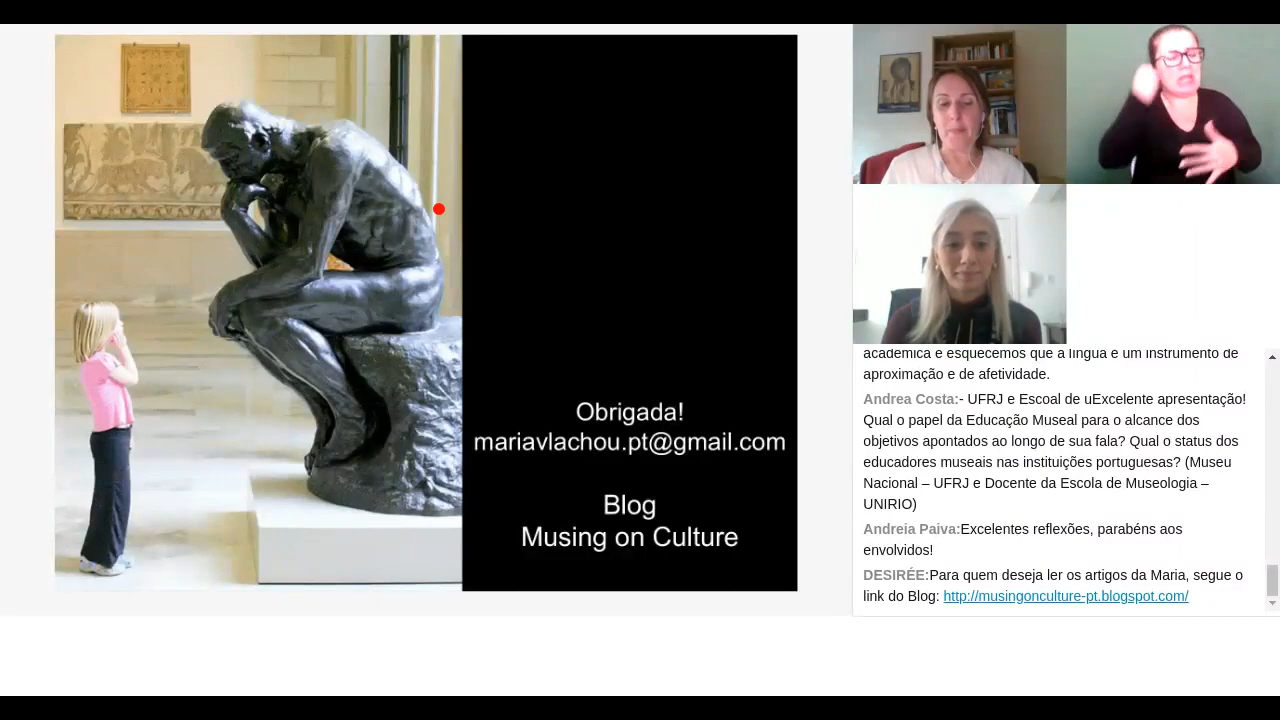 Obrigada!
mariavlachou.pt@gmail.com
Blog
Musing on Culture
acadêmica e esquecemos que a língua é um instrumento de
aproximação e de afetividade.
Andrea Costa:- UFRJ e Escoal de uExcelente apresentação!
Qual o papel da Educação Museal para o alcance dos
objetivos apontados ao longo de sua fala? Qual o status dos
educadores museais nas instituições portuguesas? (Museu
Nacional – UFRJ e Docente da Escola de Museologia –
UNIRIO)
Andreia Paiva:Excelentes reflexões, parabéns aos
envolvidos!
DESIRÉE:Para quem deseja ler os artigos da Maria, segue o
link do Blog: http://musingonculture-pt.blogspot.com/